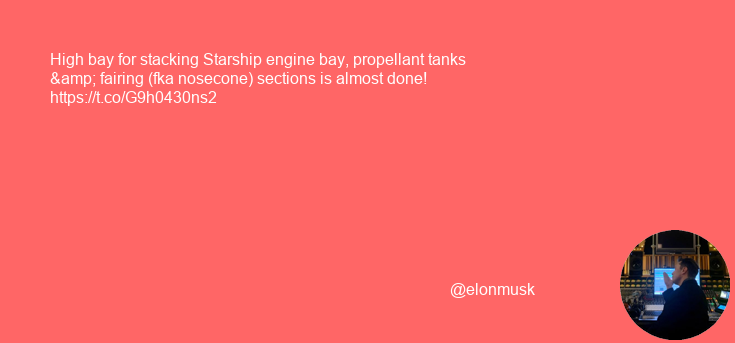 High bay for stacking Starship engine bay, propellant tanks
&amp; fairing (fka nosecone) sections is almost done!
https://t.co/G9h0430ns2
@elonmusk